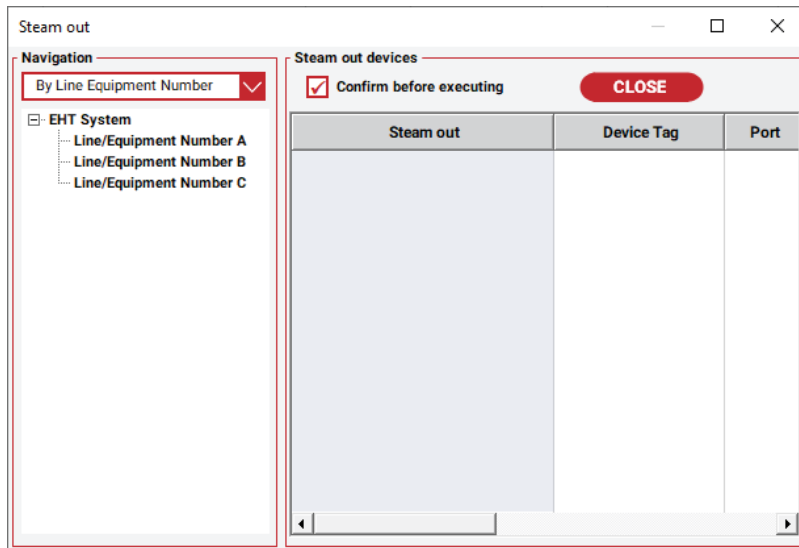 Steam out
Navigation
By Line Equipment Number
EHT System
Line/Equipment Number A
Line/Equipment Number B
Line/Equipment Number C
Steam out devices
Confirm before executing
CLOSE
Steam out Device Tag Port